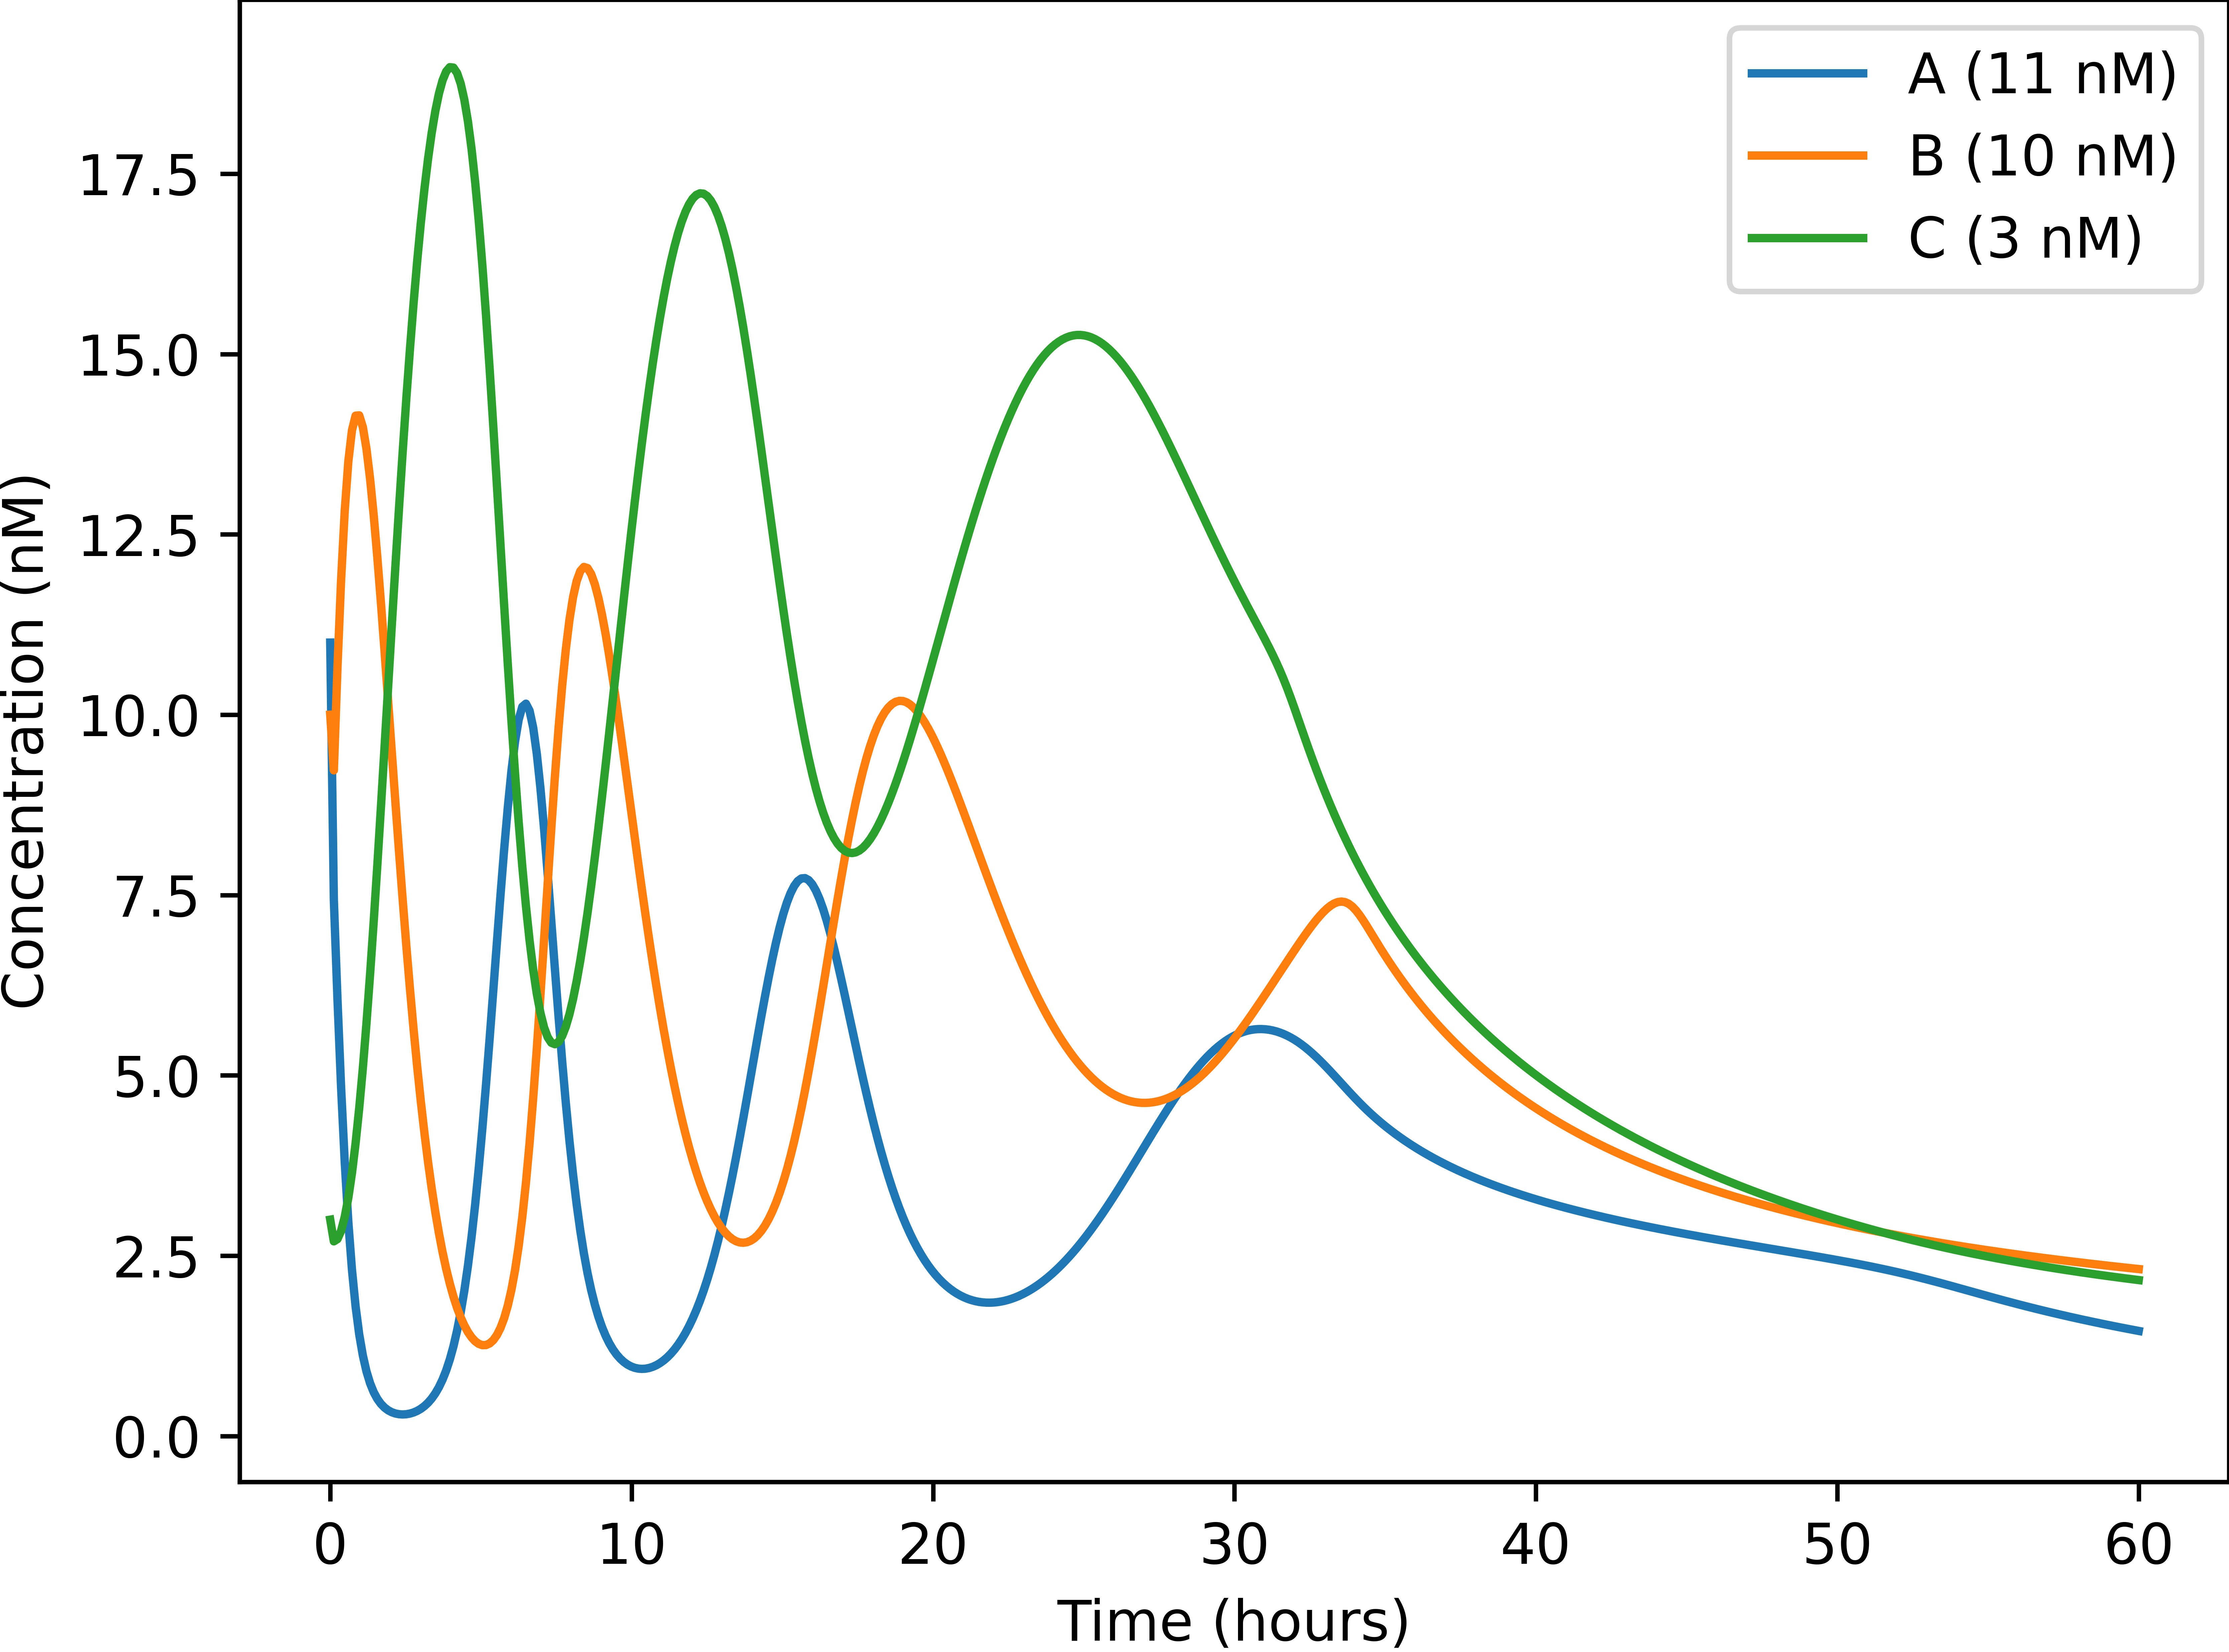 A (11 nM)
B (10 nM)
C (3 nM)
Concentration (nM)
17.5
15.0
12.5
10.0
7.5
5.0
2.5
0.0
0 10 20 30 40 50 60
Time (hours)